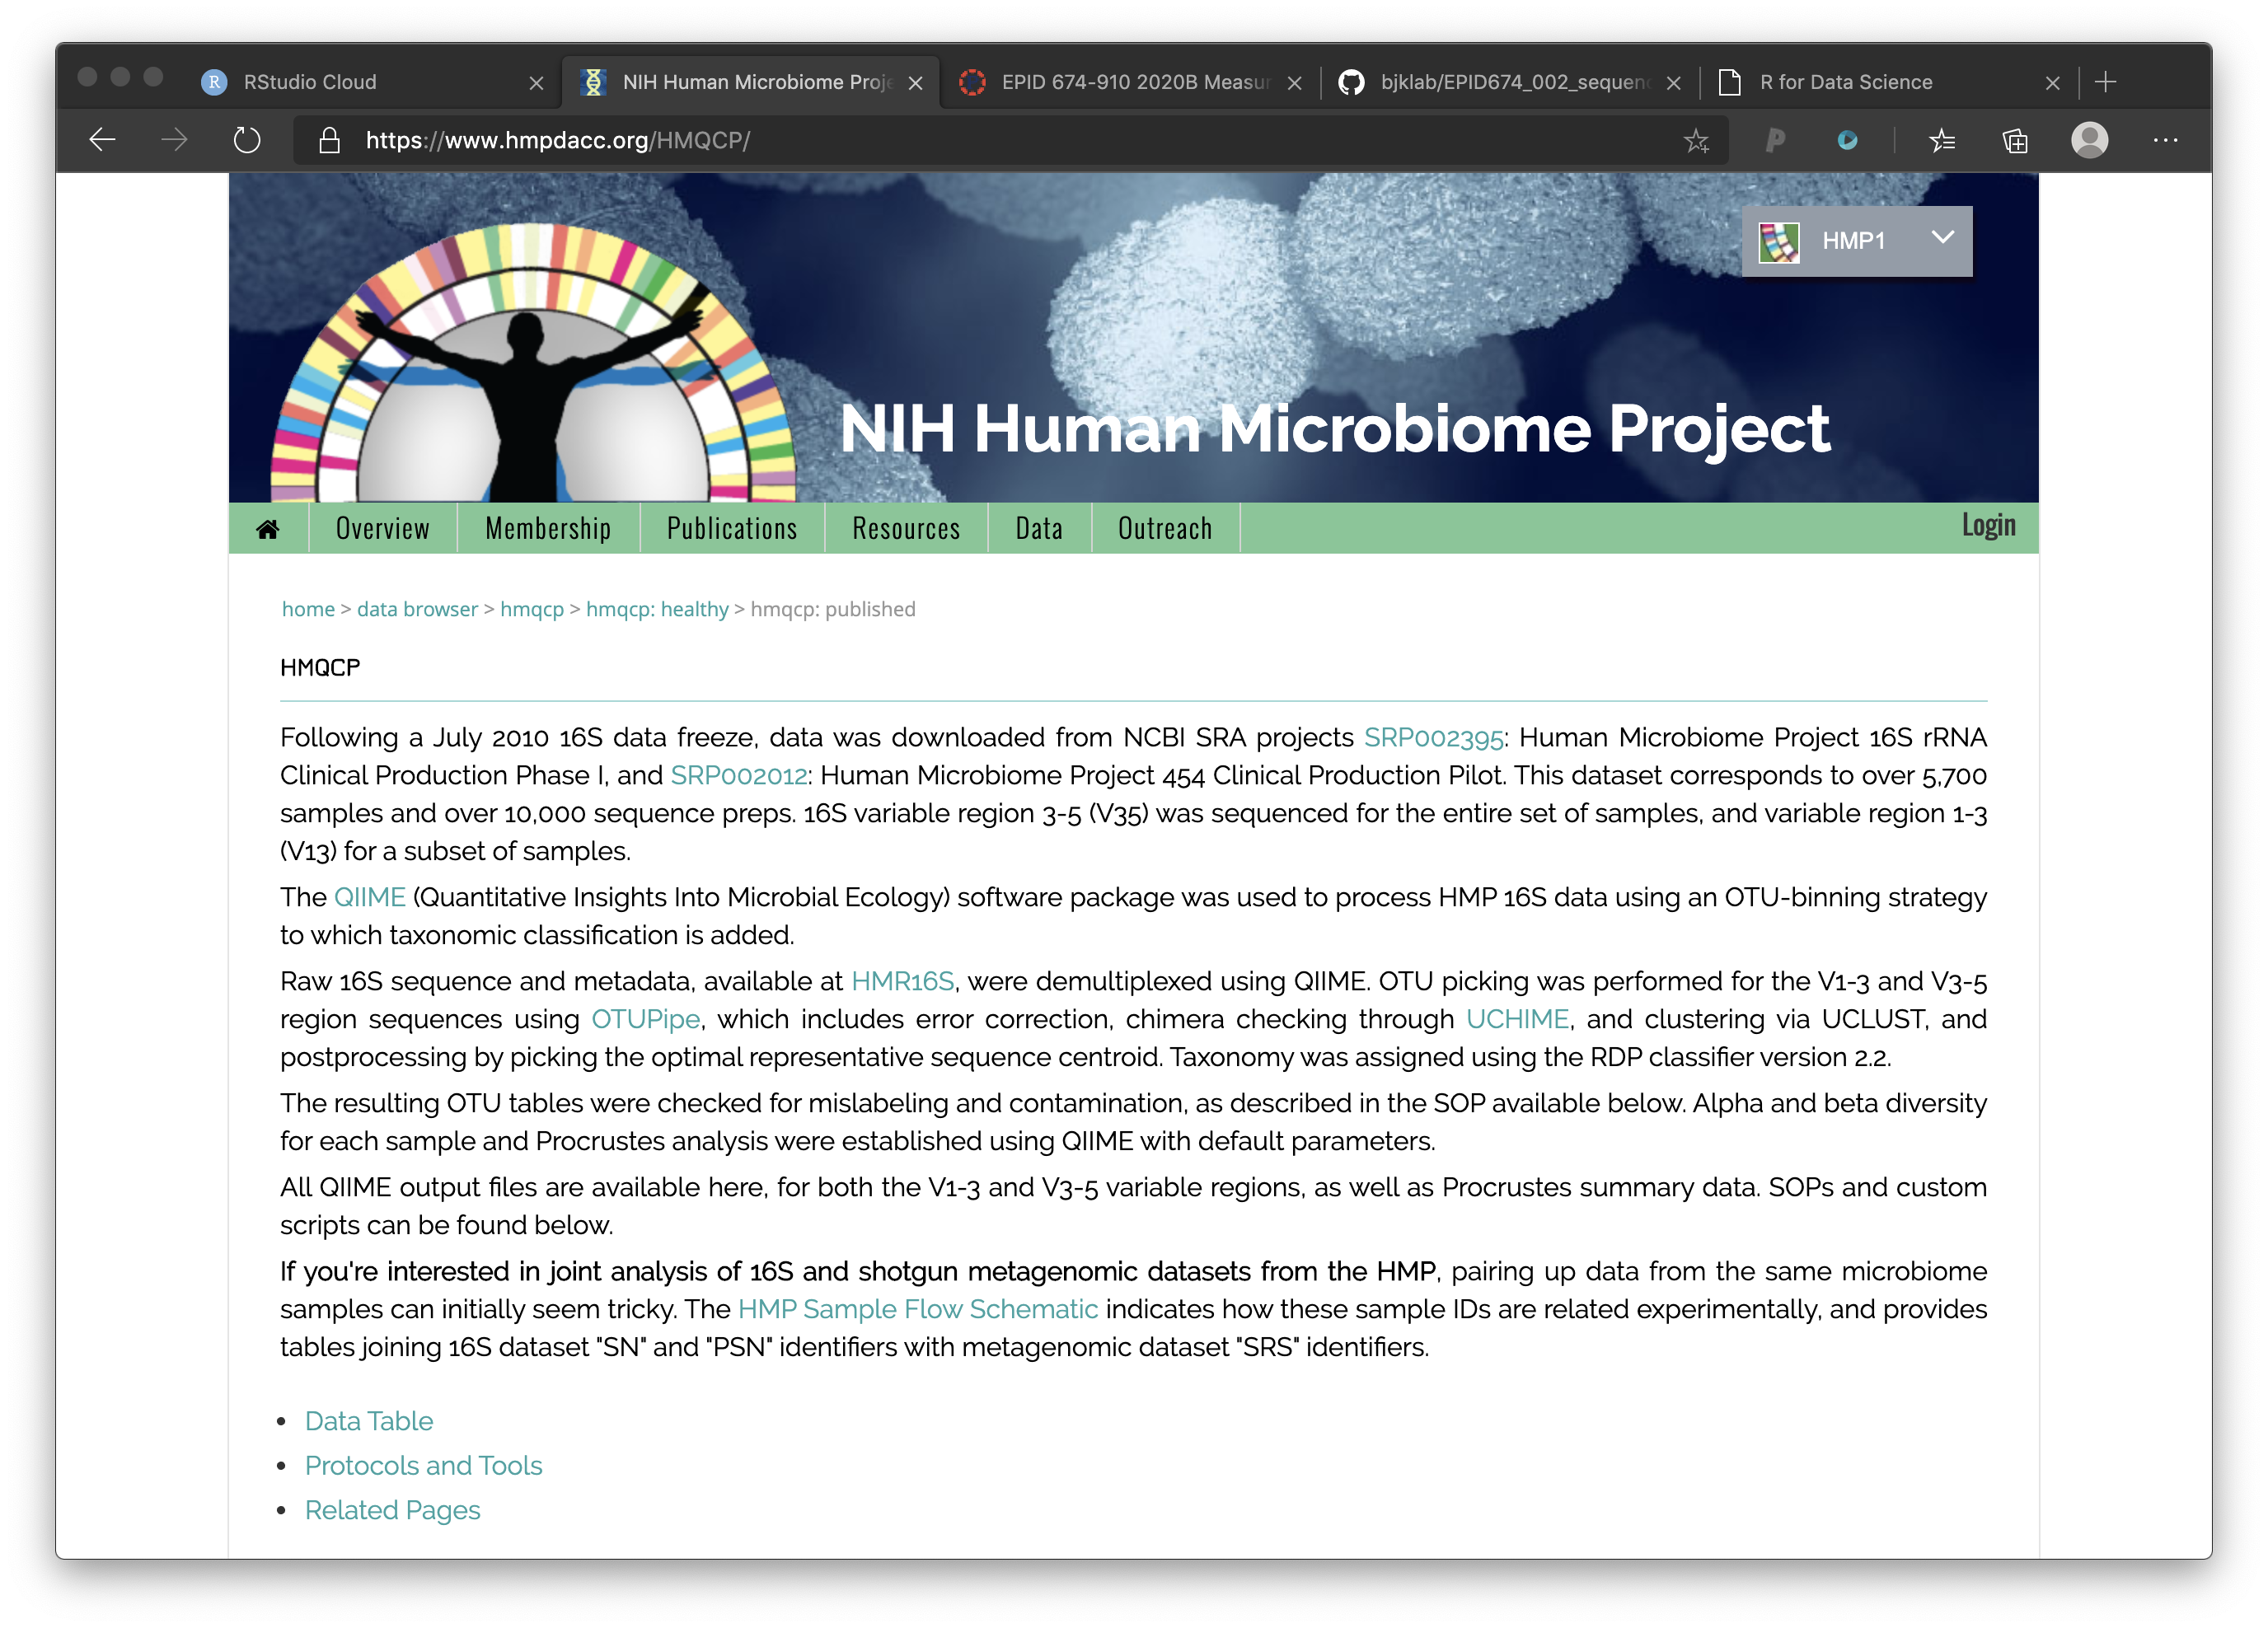 RStudio Cloud
NIH Human Microbiome Proje
EPID 674-910 2020B Measur
bjklab/EPID674_002_sequenc
R for Data Science
https://www.hmpdacc.org/HMQCP/
HMP1
NIH Human Microbiome Project
Overview Membership Publications Resources Data Outreach Login
home > data browser > hmqcp > hmqcp: healthy > hmqcp: published
HMQCP
Following a July 2010 16S data freeze, data was downloaded from NCBI SRA projects SRP002395: Human Microbiome Project 16S rRNA
Clinical Production Phase I, and SRP002012: Human Microbiome Project 454 Clinical Production Pilot. This dataset corresponds to over 5,700
samples and over 10,000 sequence preps. 16S variable region 3-5 (V35) was sequenced for the entire set of samples, and variable region 1-3
(V13) for a subset of samples.
The QIIME (Quantitative Insights Into Microbial Ecology) software package was used to process HMP 16S data using an OTU-binning strategy
to which taxonomic classification is added.
Raw 16S sequence and metadata, available at HMR16S, were demultiplexed using QIIME. OTU picking was performed for the V1-3 and V3-5
region sequences using OTUPipe, which includes error correction, chimera checking through UCHIME, and clustering via UCLUST, and
postprocessing by picking the optimal representative sequence centroid. Taxonomy was assigned using the RDP classifier version 2.2.
The resulting OTU tables were checked for mislabeling and contamination, as described in the SOP available below. Alpha and beta diversity
for each sample and Procrustes analysis were established using QIIME with default parameters.
All QIIME output files are available here, for both the V1-3 and V3-5 variable regions, as well as Procrustes summary data. SOPs and custom
scripts can be found below.
If you're interested in joint analysis of 16S and shotgun metagenomic datasets from the HMP, pairing up data from the same microbiome
samples can initially seem tricky. The HMP Sample Flow Schematic indicates how these sample IDs are related experimentally, and provides
tables joining 16S dataset "SN" and "PSN" identifiers with metagenomic dataset "SRS" identifiers.
• Data Table
• Protocols and Tools
• Related Pages